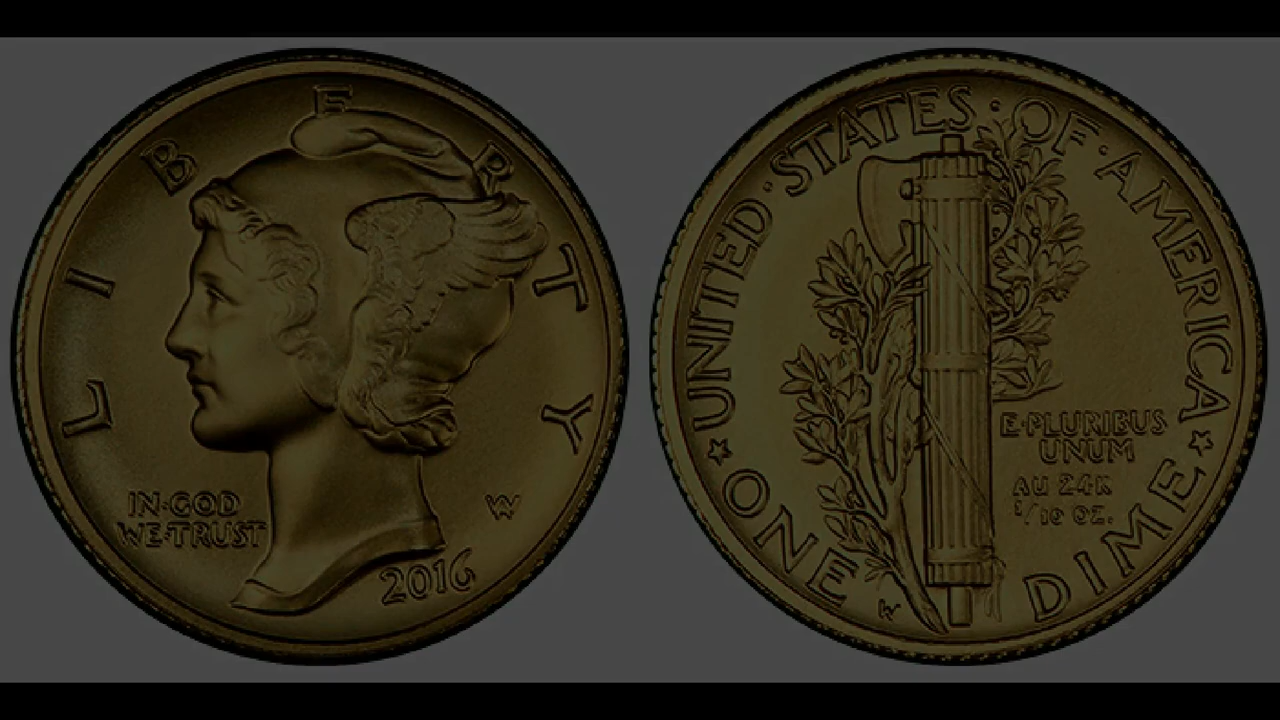 LIBERTY
IN·GOD
WE·TRUST
2016
W
·UNITED·STATES·OF·AMERICA·
E·PLURIBUS
UNUM
AU 24K
1/10 OZ.
★ONE DIME★
W